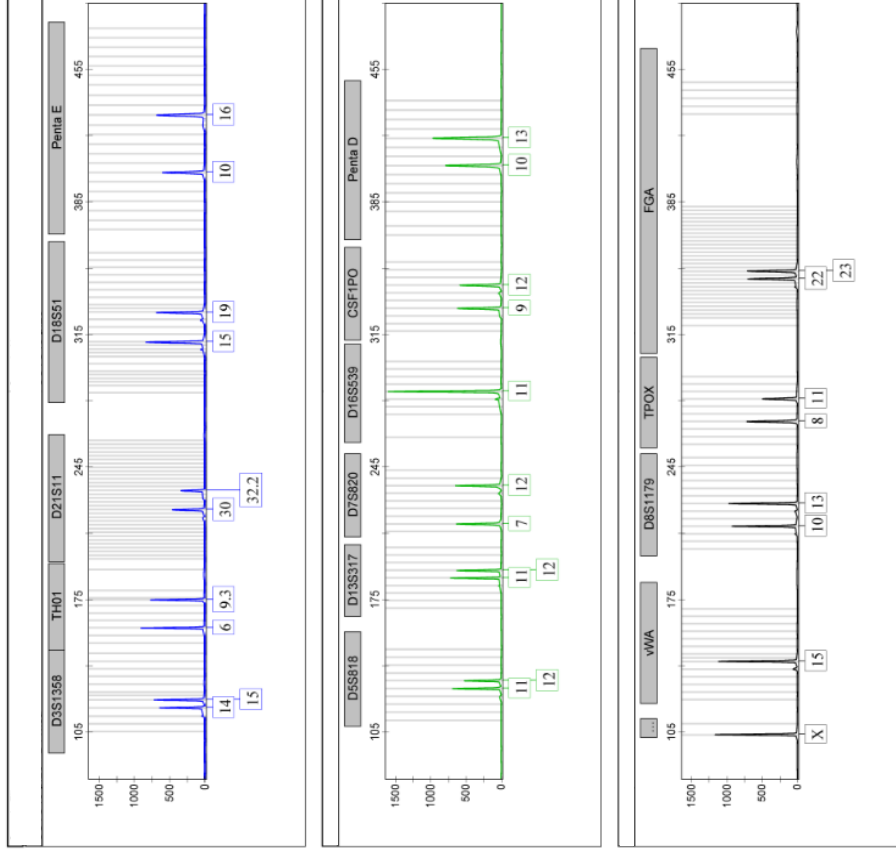 D3S1358 TH01 D21S11 D18S51 Penta E
105 175 245 315 385 455
1500
1000
500
0
14 6 9.3 30 15 19 10 16
15 32.2
D5S818 D13S317 D7S820 D16S539 CSF1PO Penta D
105 175 245 315 385 455
1500
1000
500
0
11 11 7 12 11 9 12 10 13
12 12
... vWA D8S1179 TPOX FGA
105 175 245 315 385 455
1500
1000
500
0
X 15 10 13 8 11 22
23